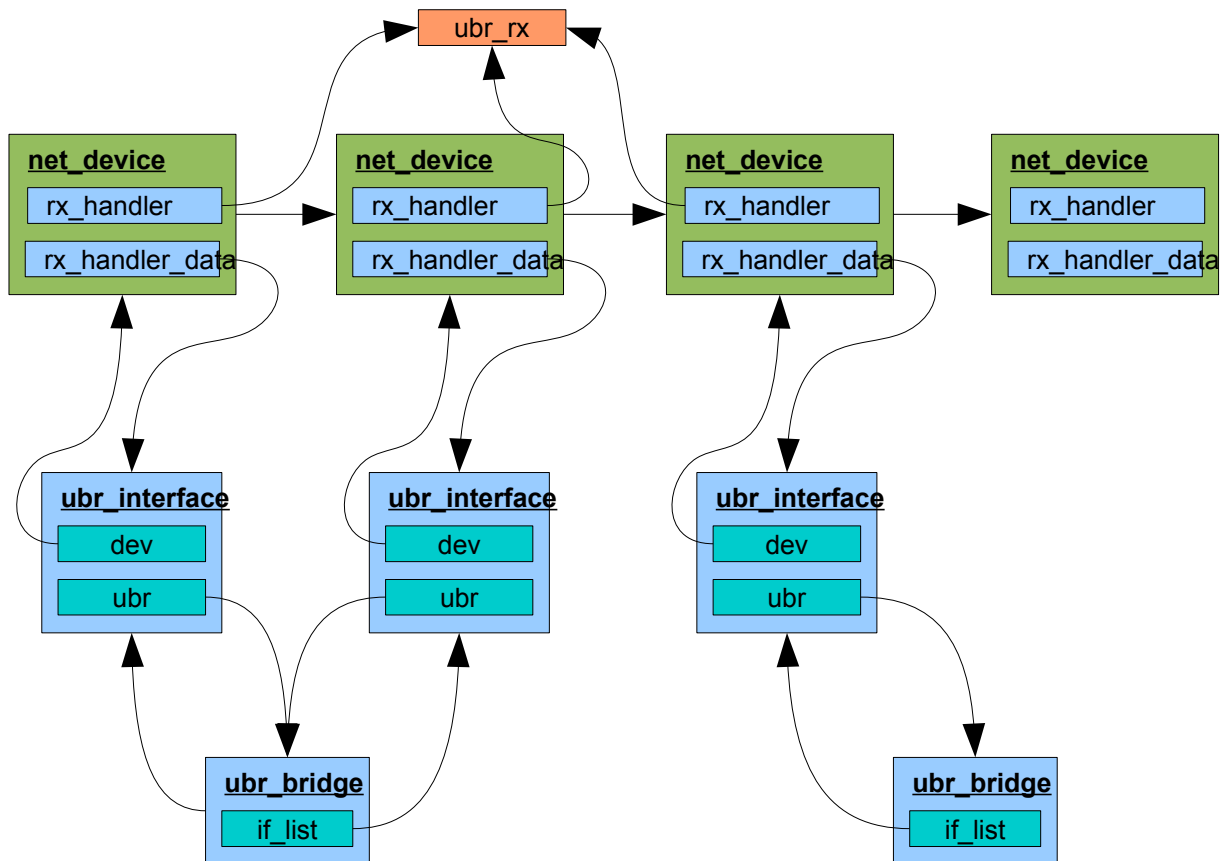 ubr_rx
net_device
rx_handler
rx_handler_data
net_device
rx_handler
rx_handler_data
net_device
rx_handler
rx_handler_data
net_device
rx_handler
rx_handler_data
ubr_interface
dev
ubr
ubr_interface
dev
ubr
ubr_interface
dev
ubr
ubr_bridge
if_list
ubr_bridge
if_list